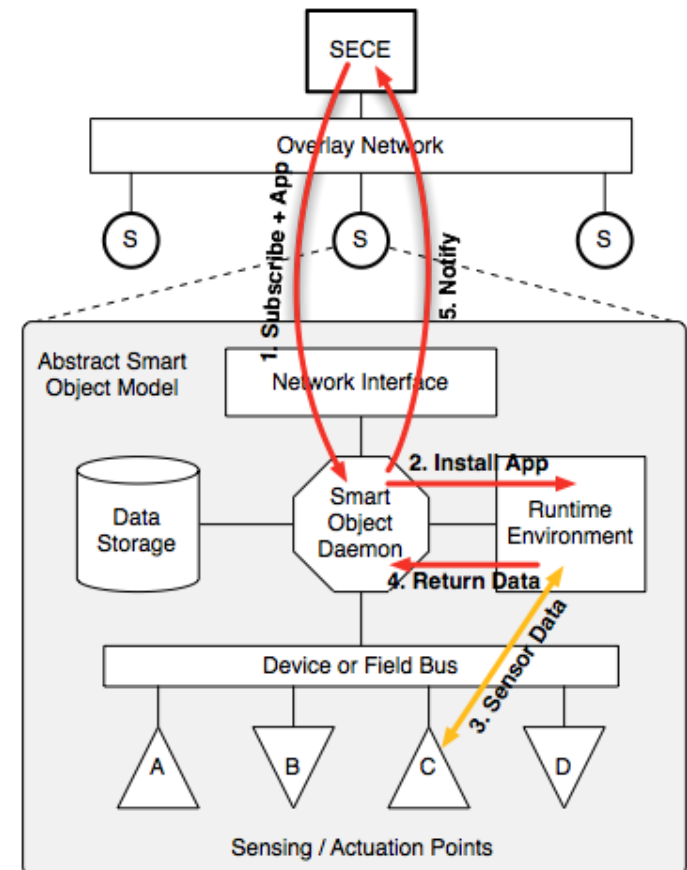 SECE
Overlay Network
S
S
S
1. Subscribe + App
5. Notify
Abstract Smart
Object Model
Network Interface
2. Install App
Data
Storage
Smart
Object
Daemon
Runtime
Environment
4. Return Data
3. Sensor Data
Device or Field Bus
A
B
C
D
Sensing / Actuation Points